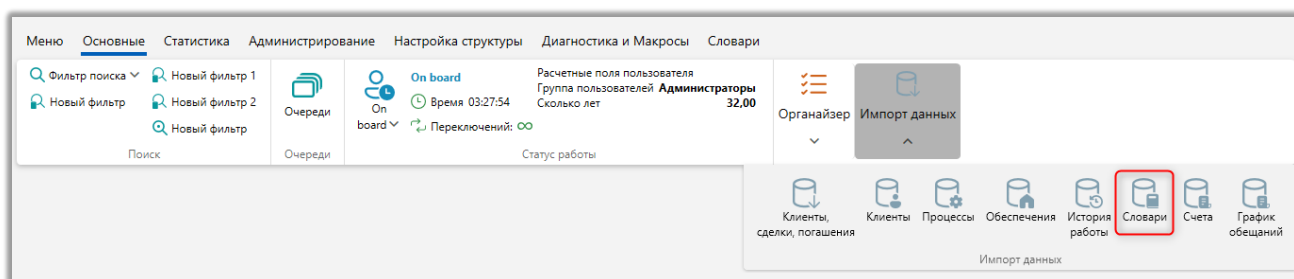 Меню Основные Статистика Администрирование Настройка структуры Диагностика и Макросы Словари
Фильтр поиска
Новый фильтр
Новый фильтр 1
Новый фильтр 2
Новый фильтр
Поиск
Очереди
Очереди
On
board
On board
Время 03:27:54
Переключений: ∞
Расчетные поля пользователя
Группа пользователей Администраторы
Сколько лет 32,00
Статус работы
Органайзер
Импорт данных
Клиенты,
сделки, погашения
Клиенты
Процессы
Обеспечения
История
работы
Словари
Счета
График
обещаний
Импорт данных